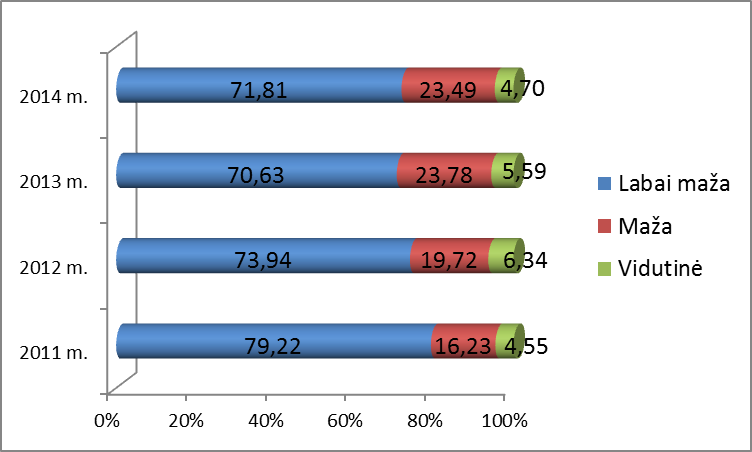 2014 m. 71,81 23,49 4,70
2013 m. 70,63 23,78 5,59
2012 m. 73,94 19,72 6,34
2011 m. 79,22 16,23 4,55
0% 20% 40% 60% 80% 100%
Labai maža
Maža
Vidutinė